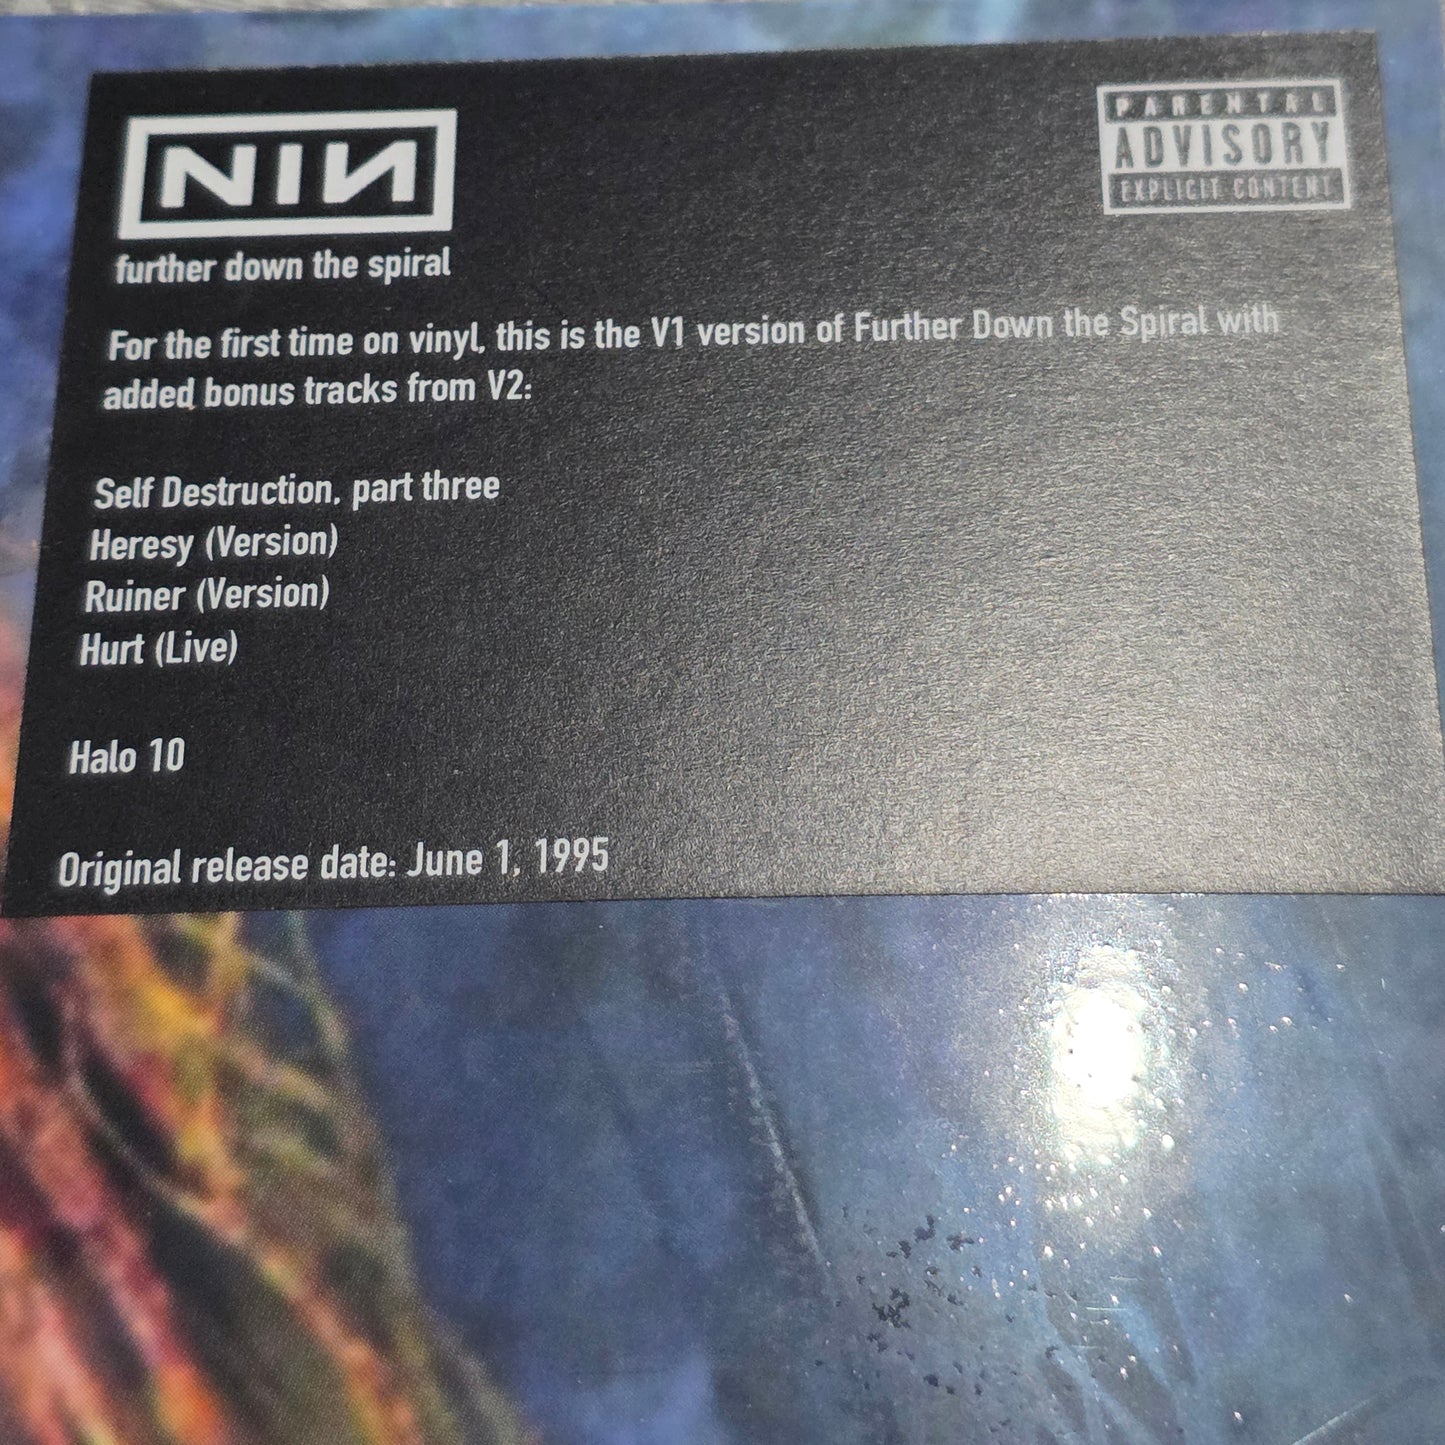 NIN
PARENTAL
ADVISORY
EXPLICIT CONTENT
further down the spiral
For the first time on vinyl, this is the V1 version of Further Down the Spiral with
added bonus tracks from V2:
Self Destruction, part three
Heresy (Version)
Ruiner (Version)
Hurt (Live)
Halo 10
Original release date: June 1, 1995